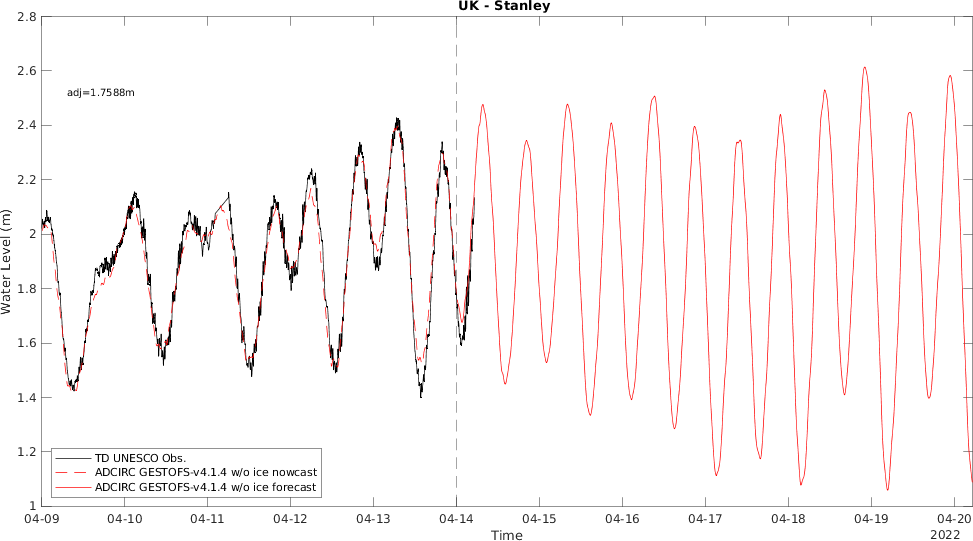 UK - Stanley
2.8
2.6
2.4
2.2
2
1.8
1.6
1.4
1.2
1
Water Level (m)
adj=1.7588m
TD UNESCO Obs.
ADCIRC GESTOFS-v4.1.4 w/o ice nowcast
ADCIRC GESTOFS-v4.1.4 w/o ice forecast
04-09 04-10 04-11 04-12 04-13 04-14 04-15 04-16 04-17 04-18 04-19 04-20
Time
2022